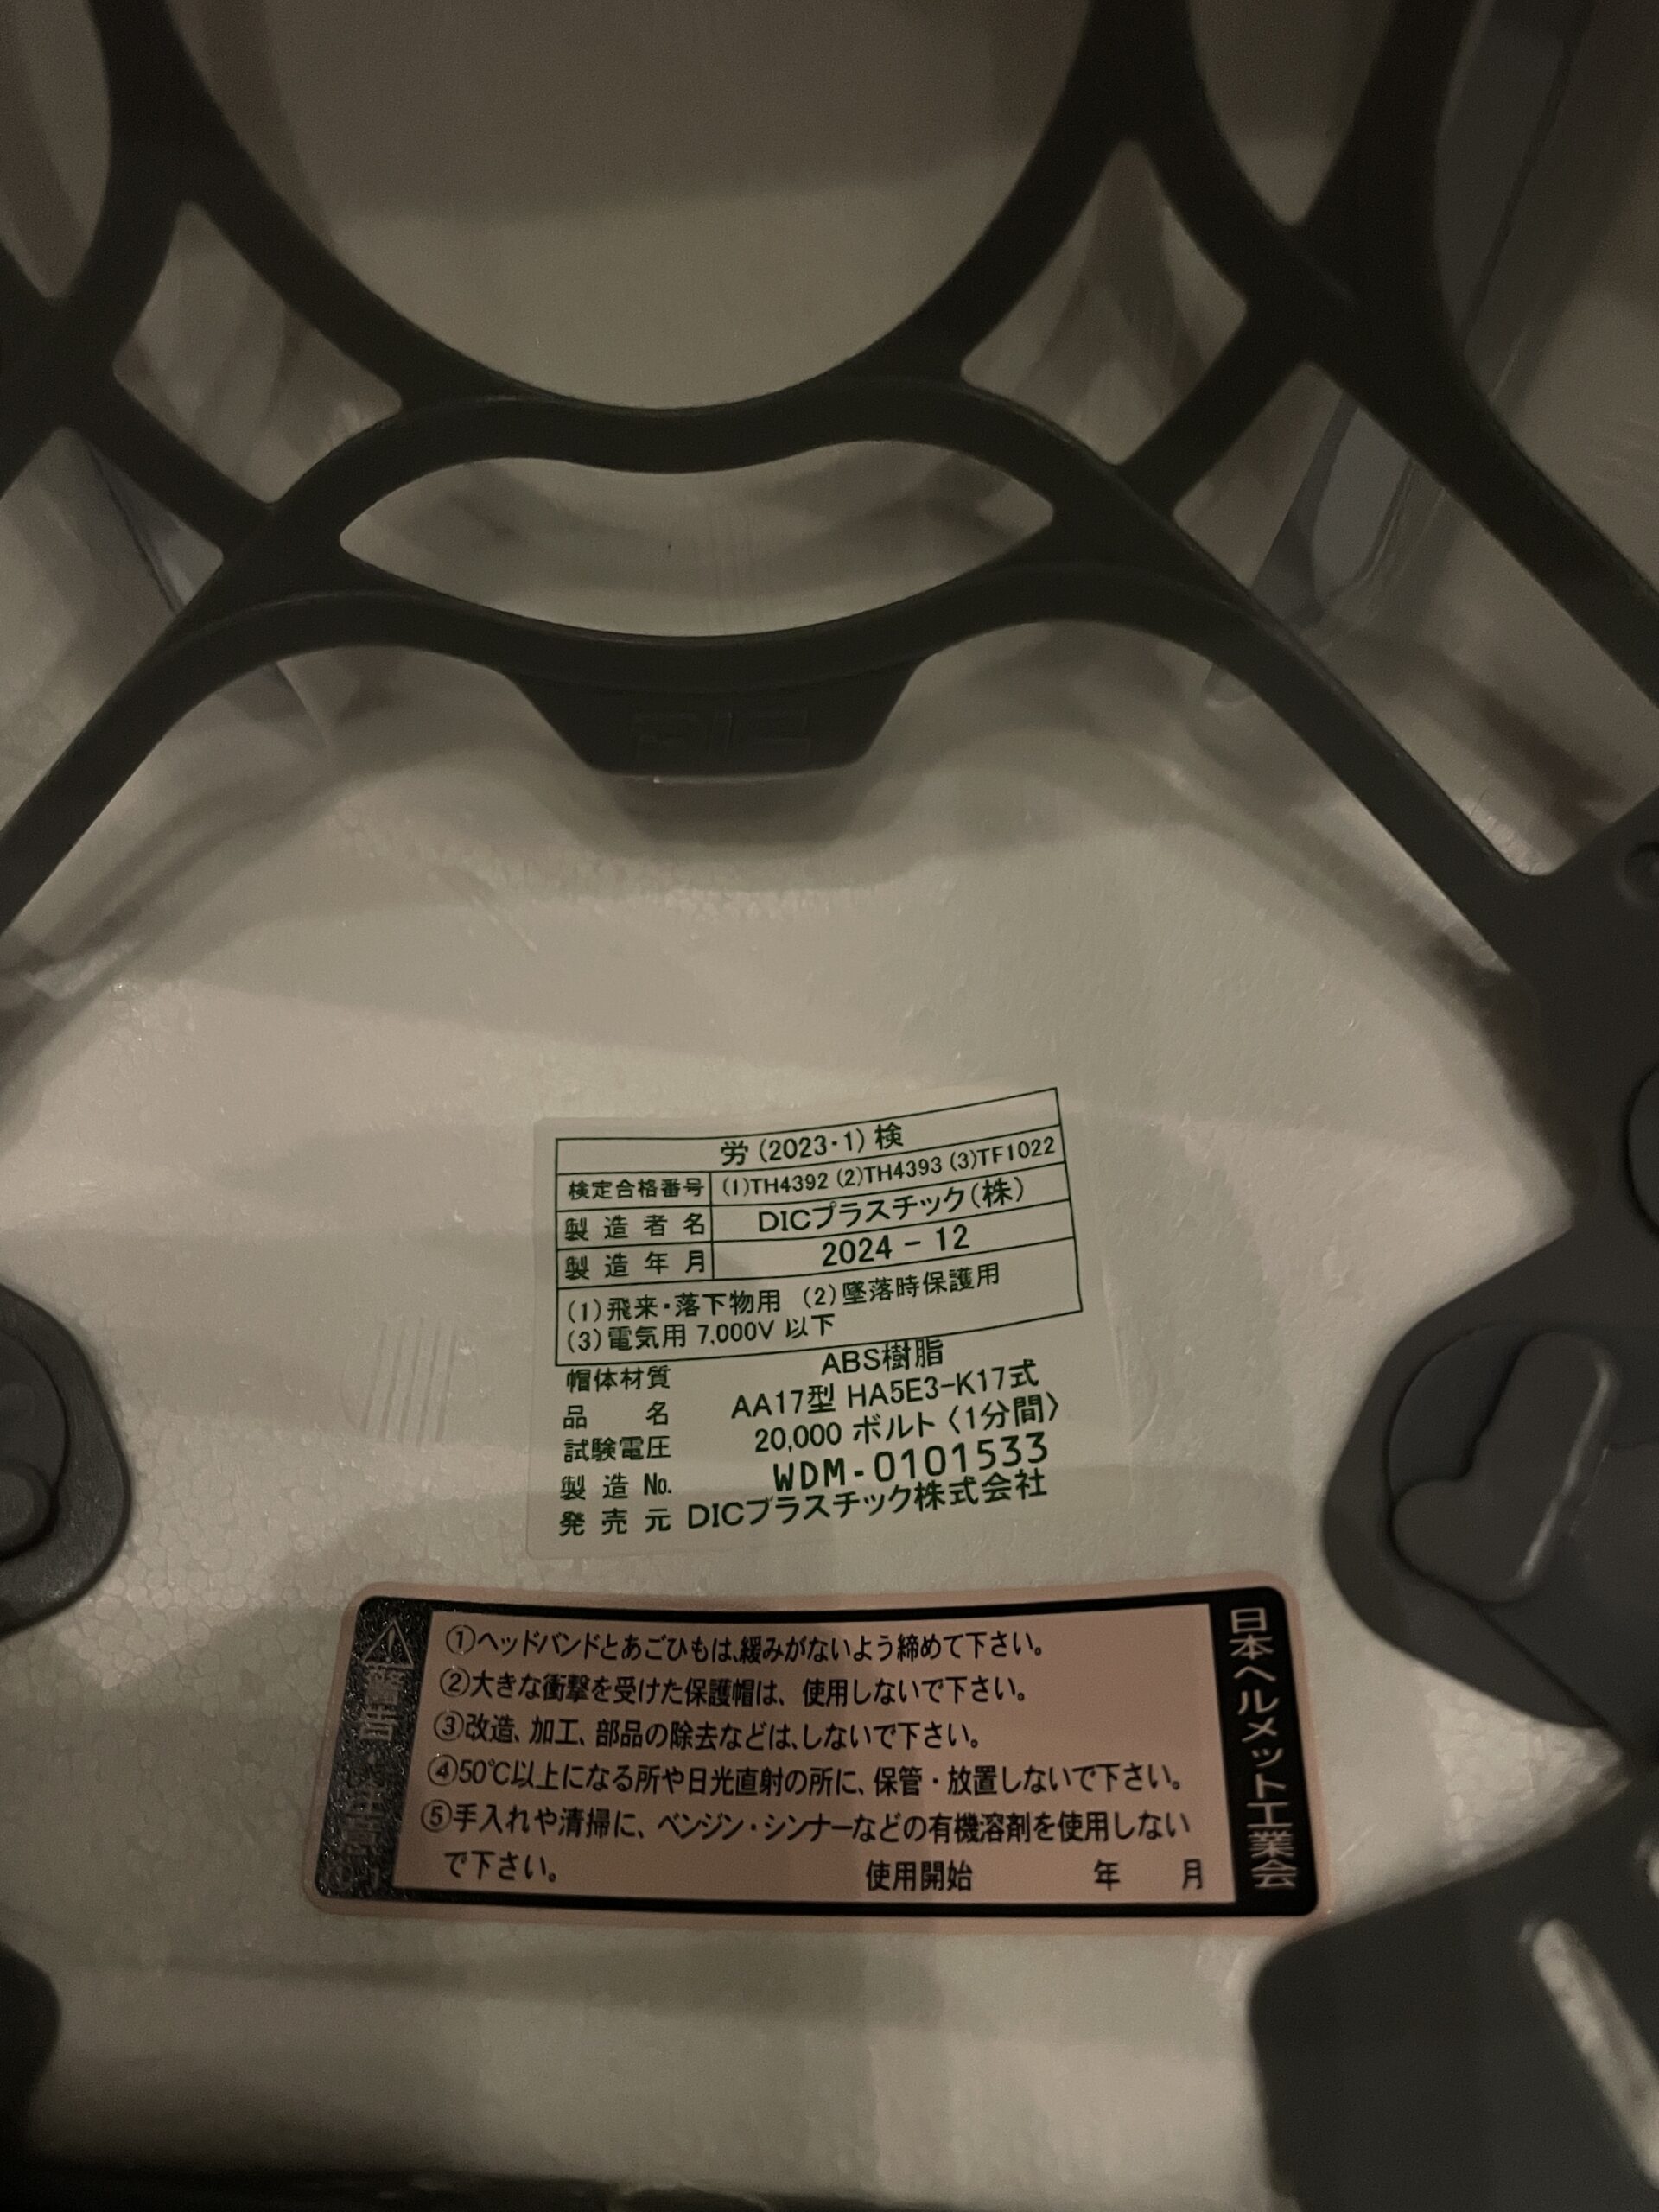 DIC
労(2023・1)検
検定合格番号 (1)TH4392 (2)TH4393 (3)TF1022
製造者名 DICプラスチック(株)
製造年月 2024 - 12
(1)飛来・落下物用 (2)墜落時保護用
(3)電気用 7,000V 以下
帽体材質 ABS樹脂
品名 AA17型 HA5E3-K17式
試験電圧 20,000 ボルト〈1分間〉
製造No. WDM-0101533
発売元 DICプラスチック株式会社
警告・注意
①ヘッドバンドとあごひもは、緩みがないよう締めて下さい。
②大きな衝撃を受けた保護帽は、使用しないで下さい。
③改造、加工、部品の除去などは、しないで下さい。
④50℃以上になる所や日光直射の所に、保管・放置しないで下さい。
⑤手入れや清掃に、ベンジン・シンナーなどの有機溶剤を使用しない
で下さい。 使用開始 年 月
日本ヘルメット工業会